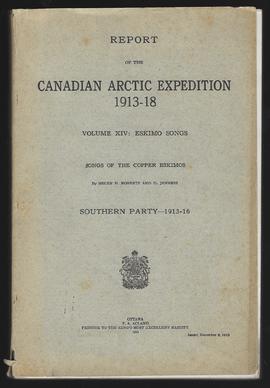 REPORT
OF THE
CANADIAN ARCTIC EXPEDITION
1913-18
VOLUME XIV: ESKIMO SONGS
SONGS OF THE COPPER ESKIMOS
By HELEN H. ROBERTS AND D. JENNESS
SOUTHERN PARTY—1913-16
OTTAWA
F. A. ACLAND
PRINTER TO THE KING'S MOST EXCELLENT MAJESTY
1925